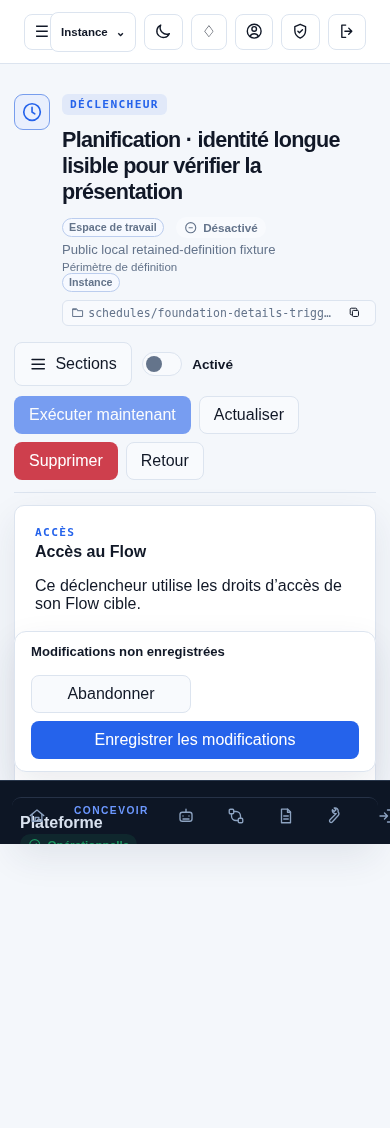 Instance
DÉCLENCHEUR
Planification · identité longue
lisible pour vérifier la
présentation
Espace de travail
Désactivé
Public local retained-definition fixture
Périmètre de définition
Instance
schedules/foundation-details-trigg…
Sections
Activé
Exécuter maintenant
Actualiser
Supprimer
Retour
ACCÈS
Accès au Flow
Ce déclencheur utilise les droits d’accès de
son Flow cible.
Modifications non enregistrées
Abandonner
Enregistrer les modifications
CONCEVOIR
Plateforme
Opérationnelle